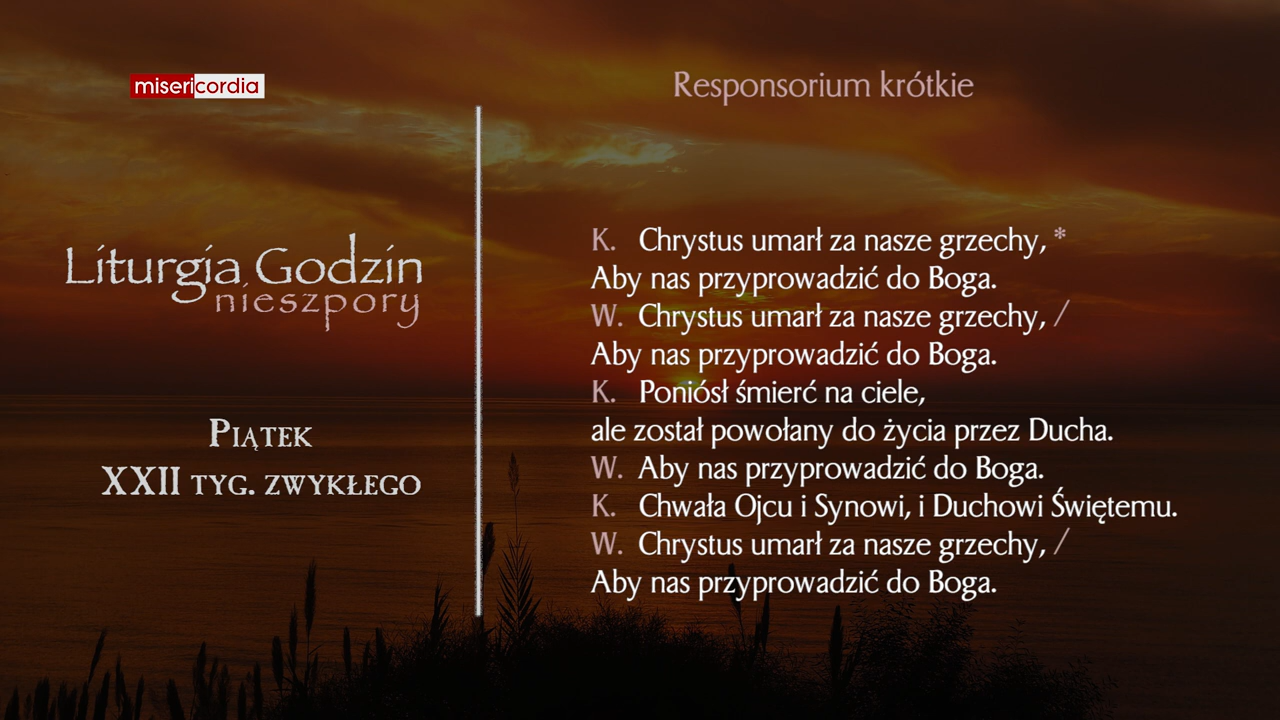 misericordia
Liturgia Godzin
nieszpory
Piątek
XXII tyg. zwykłego
Responsorium krótkie
K. Chrystus umarł za nasze grzechy, *
Aby nas przyprowadzić do Boga.
W. Chrystus umarł za nasze grzechy, /
Aby nas przyprowadzić do Boga.
K. Poniósł śmierć na ciele,
ale został powołany do życia przez Ducha.
W. Aby nas przyprowadzić do Boga.
K. Chwała Ojcu i Synowi, i Duchowi Świętemu.
W. Chrystus umarł za nasze grzechy, /
Aby nas przyprowadzić do Boga.